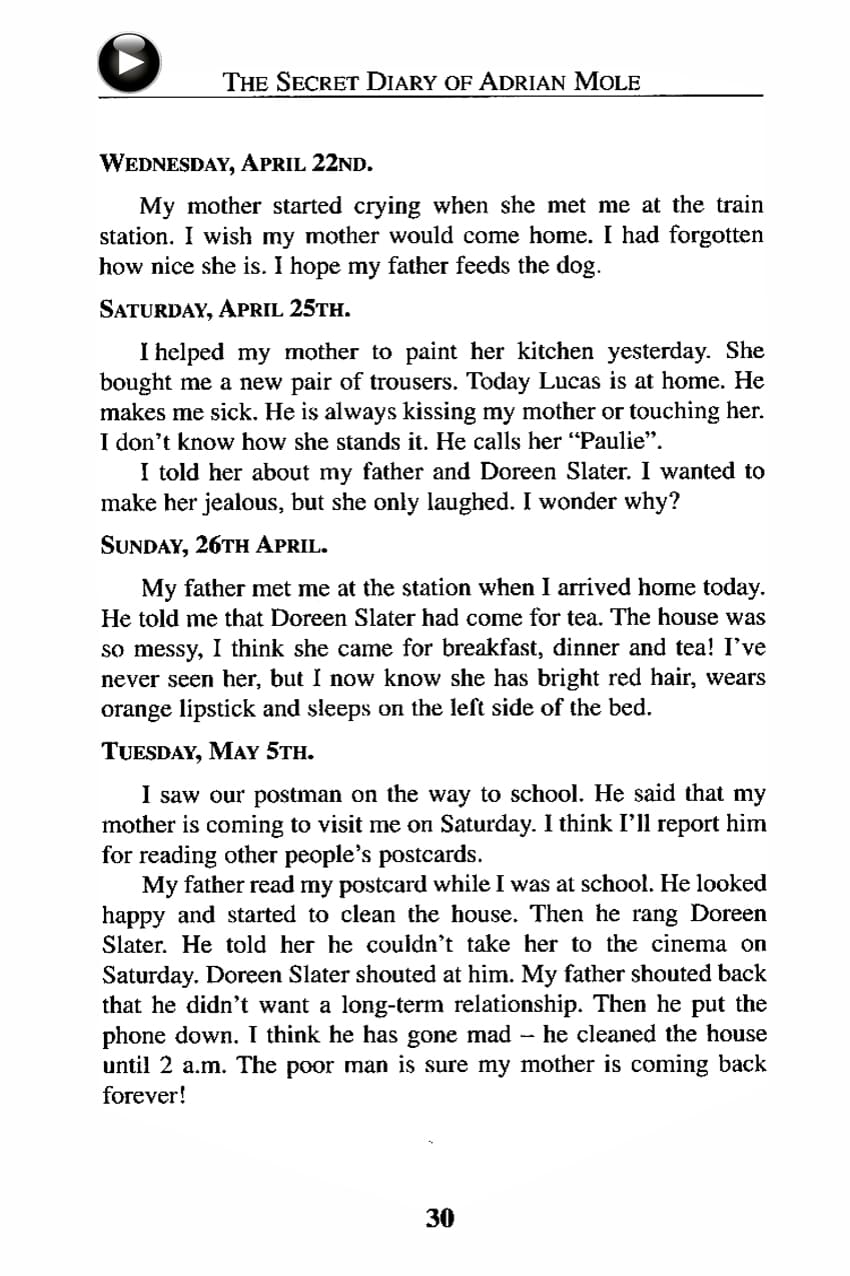 THE SECRET DIARY OF ADRIAN MOLE
WEDNESDAY, APRIL 22ND.
My mother started crying when she met me at the train
station. I wish my mother would come home. I had forgotten
how nice she is. I hope my father feeds the dog.
SATURDAY, APRIL 25TH.
I helped my mother to paint her kitchen yesterday. She
bought me a new pair of trousers. Today Lucas is at home. He
makes me sick. He is always kissing my mother or touching her.
I don't know how she stands it. He calls her “Paulie”.
I told her about my father and Doreen Slater. I wanted to
make her jealous, but she only laughed. I wonder why?
SUNDAY, 26TH APRIL.
My father met me at the station when I arrived home today.
He told me that Doreen Slater had come for tea. The house was
so messy, I think she came for breakfast, dinner and tea! I've
never seen her, but I now know she has bright red hair, wears
orange lipstick and sleeps on the left side of the bed.
TUESDAY, MAY 5TH.
I saw our postman on the way to school. He said that my
mother is coming to visit me on Saturday. I think I'll report him
for reading other people's postcards.
My father read my postcard while I was at school. He looked
happy and started to clean the house. Then he rang Doreen
Slater. He told her he couldn't take her to the cinema on
Saturday. Doreen Slater shouted at him. My father shouted back
that he didn't want a long-term relationship. Then he put the
phone down. I think he has gone mad – he cleaned the house
until 2 a.m. The poor man is sure my mother is coming back
forever!
30